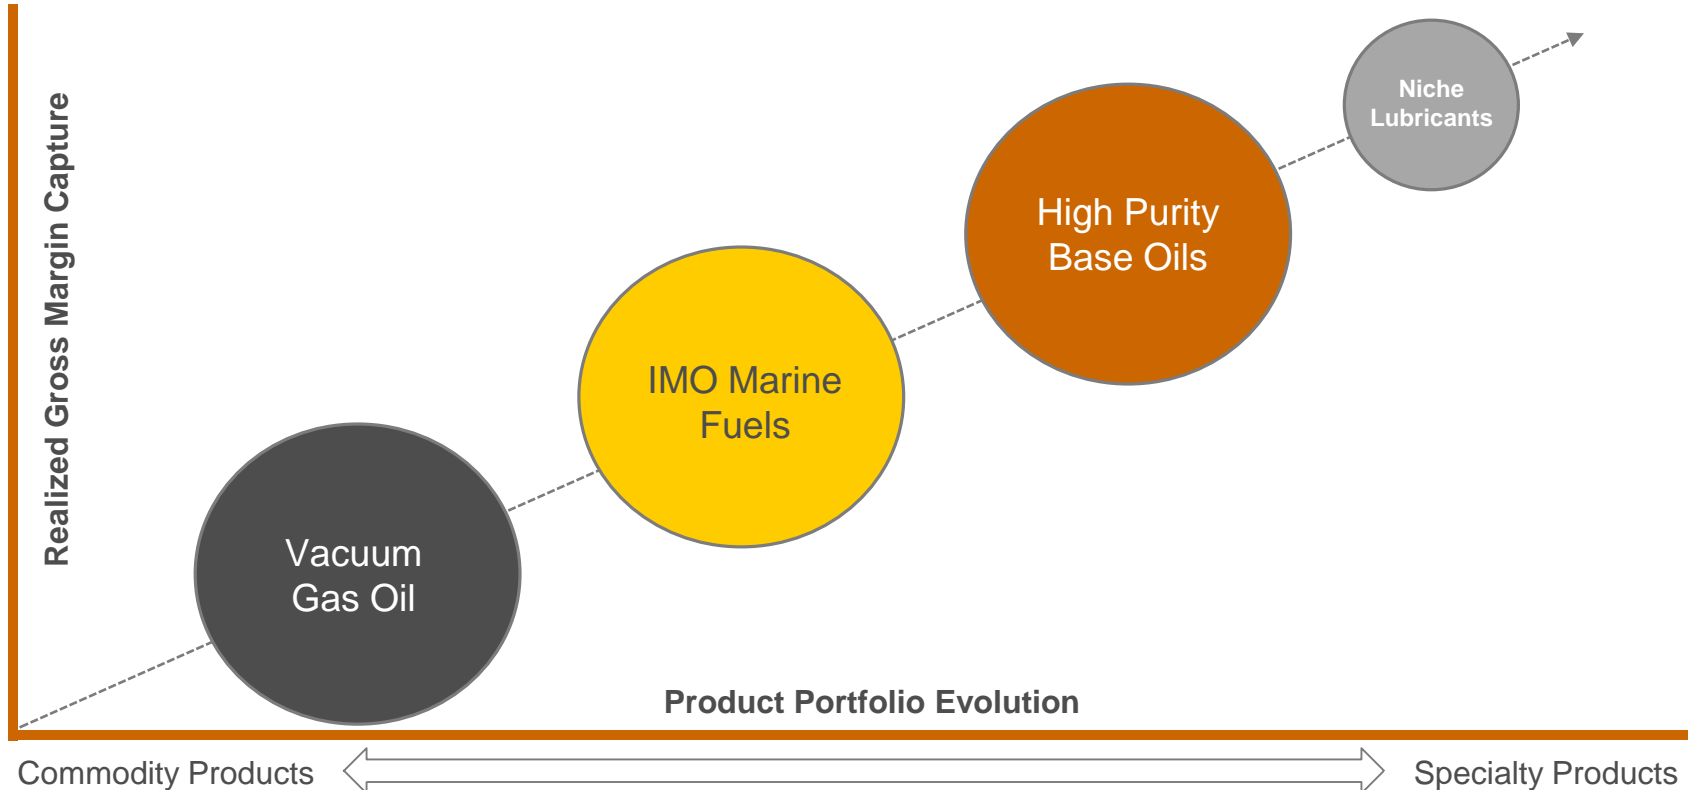 Realized Gross Margin Capture
Niche
Lubricants
High Purity
Base Oils
IMO Marine
Fuels
Vacuum
Gas Oil
Product Portfolio Evolution
Commodity Products
Specialty Products